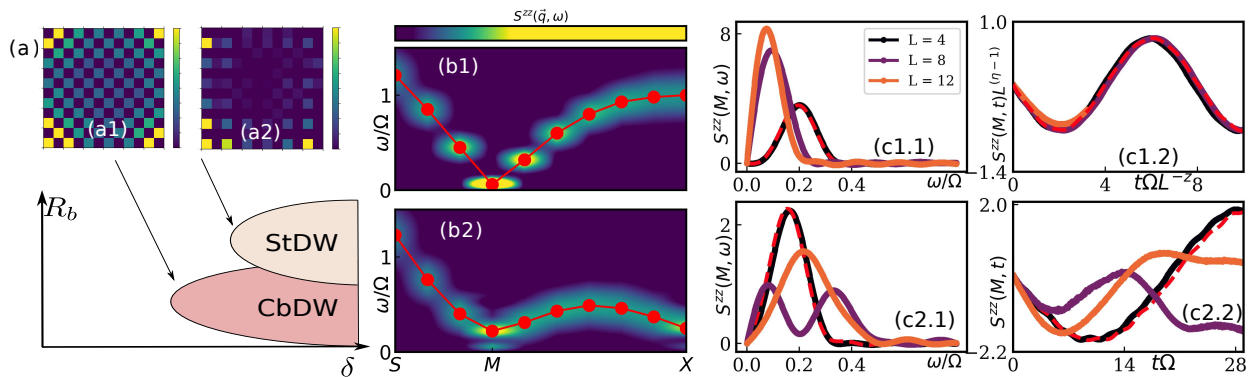 (a)
(a1)
(a2)
R_b
StDW
CbDW
δ
S^{zz}(q⃗, ω)
(b1)
ω/Ω
1
0
(b2)
ω/Ω
1
0
S
M
X
S^{zz}(M, ω)
8
4
0
L = 4
L = 8
L = 12
(c1.1)
0.0
0.4
0.8
ω/Ω
S^{zz}(M, t)L^{(η−1)}
1.0
−1.4
(c1.2)
4
8
tΩL^{−z}
S^{zz}(M, ω)
2
1
0
(c2.1)
0.0
0.4
0.8
ω/Ω
S^{zz}(M, t)
2.0
−2.2
(c2.2)
0
14
28
tΩ